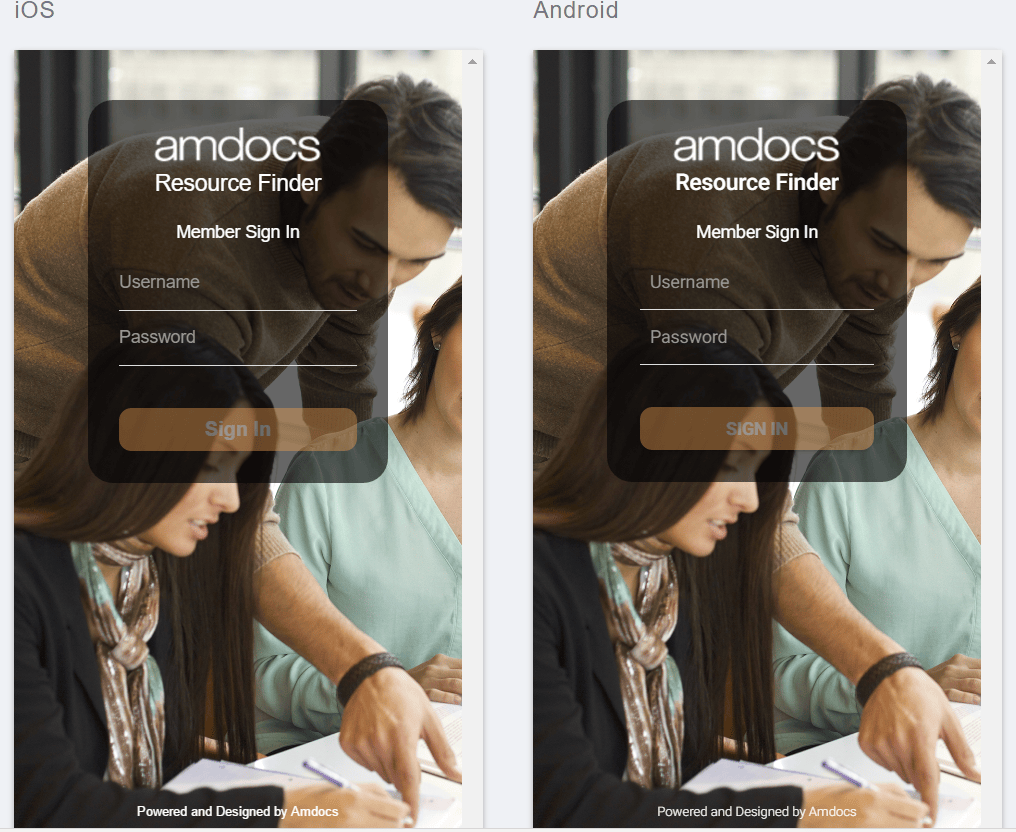 iOS
amdocs
Resource Finder
Member Sign In
Username
Password
Sign In
Powered and Designed by Amdocs
Android
amdocs
Resource Finder
Member Sign In
Username
Password
SIGN IN
Powered and Designed by Amdocs